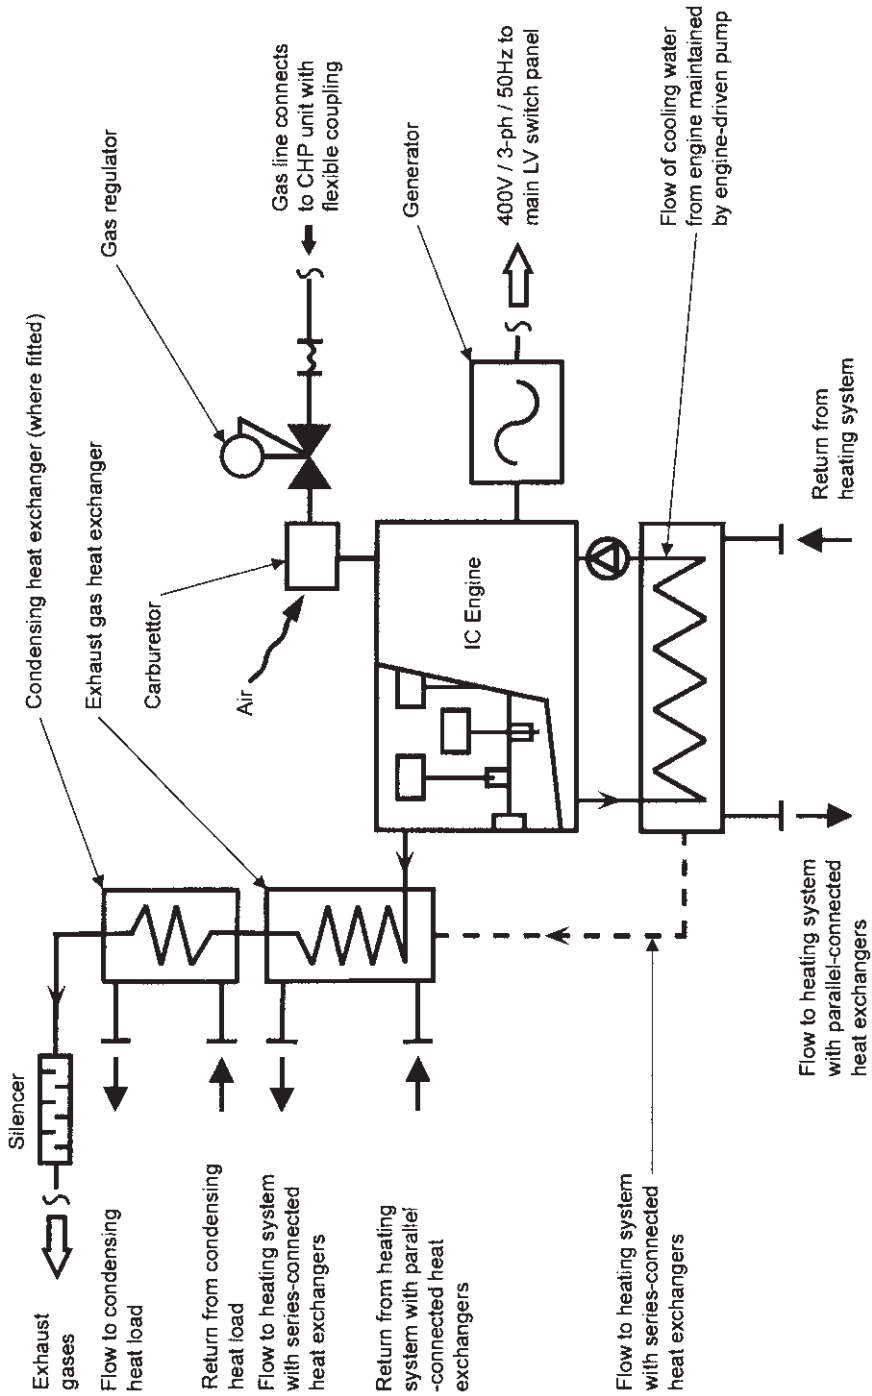 Exhaust
gases
Silencer
Flow to condensing
heat load
Return from condensing
heat load
Flow to heating system
with series-connected
heat exchangers
Return from heating
system with parallel
-connected heat
exchangers
Flow to heating system
with series-connected
heat exchangers
Condensing heat exchanger (where fitted)
Exhaust gas heat exchanger
Carburettor
Air
IC Engine
Flow to heating system
with parallel-connected
heat exchangers
Gas regulator
Gas line connects
to CHP unit with
flexible coupling
Generator
400V / 3-ph / 50Hz to
main LV switch panel
Flow of cooling water
from engine maintained
by engine-driven pump
Return from
heating system